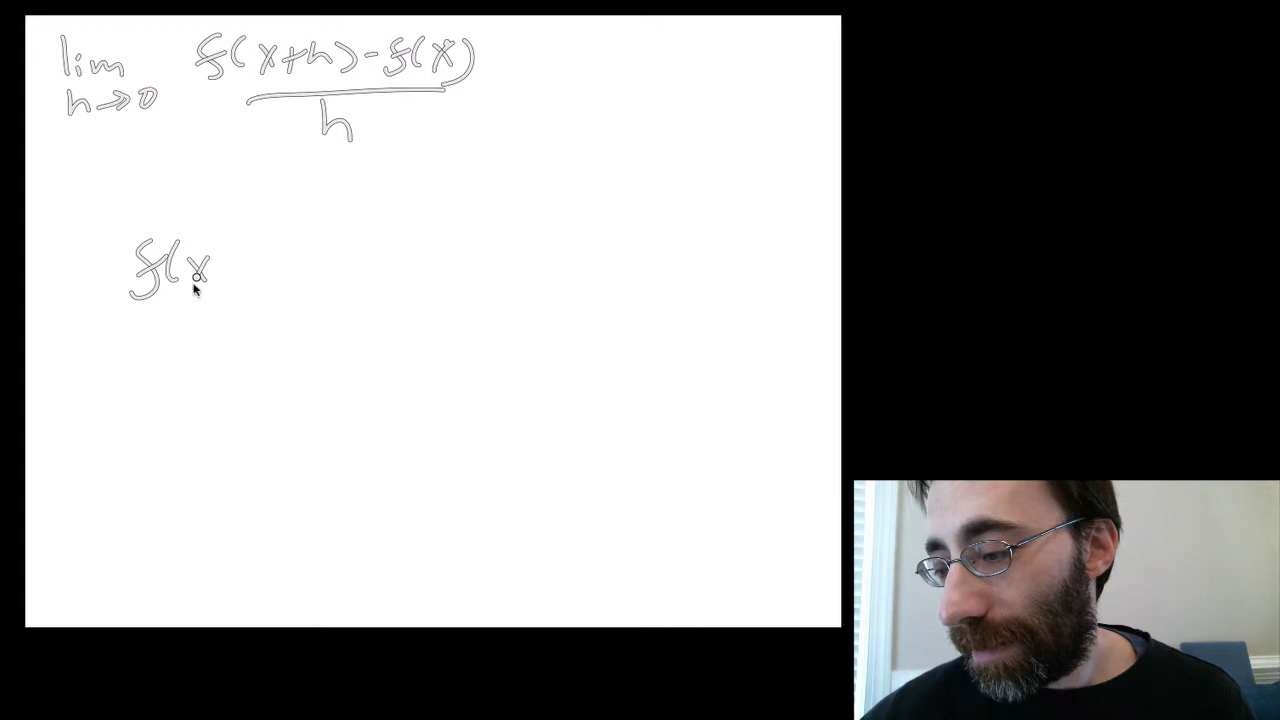 lim f(x+h)-f(x)
h→0 h
f(x